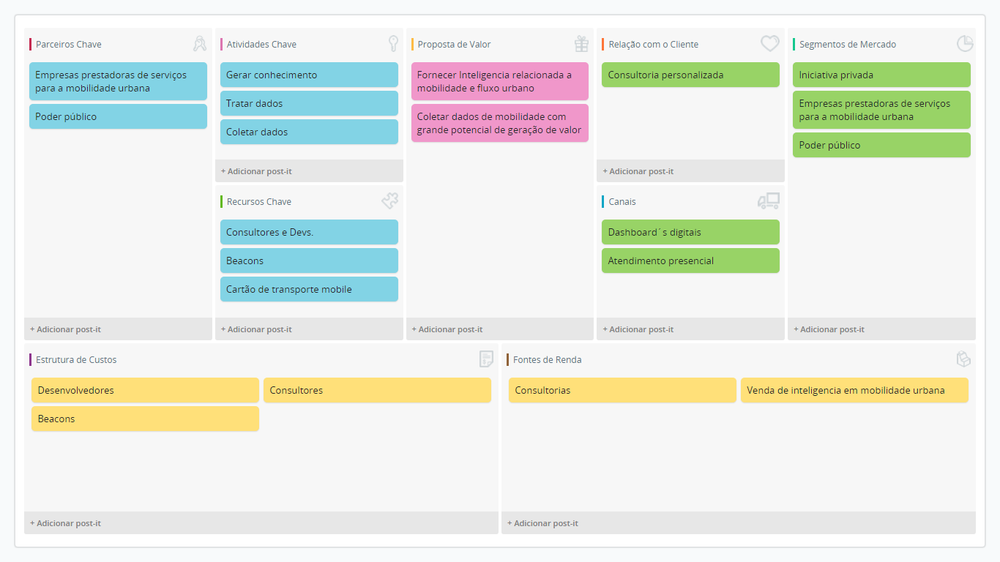 Parceiros Chave
Empresas prestadoras de serviços
para a mobilidade urbana
Poder público
+ Adicionar post-it
Atividades Chave
Gerar conhecimento
Tratar dados
Coletar dados
+ Adicionar post-it
Recursos Chave
Consultores e Devs.
Beacons
Cartão de transporte mobile
+ Adicionar post-it
Proposta de Valor
Fornecer Inteligencia relacionada a
mobilidade e fluxo urbano
Coletar dados de mobilidade com
grande potencial de geração de valor
+ Adicionar post-it
Relação com o Cliente
Consultoria personalizada
+ Adicionar post-it
Canais
Dashboard´s digitais
Atendimento presencial
+ Adicionar post-it
Segmentos de Mercado
Iniciativa privada
Empresas prestadoras de serviços
para a mobilidade urbana
Poder público
+ Adicionar post-it
Estrutura de Custos
Desenvolvedores
Consultores
Beacons
+ Adicionar post-it
Fontes de Renda
Consultorias
Venda de inteligencia em mobilidade urbana
+ Adicionar post-it